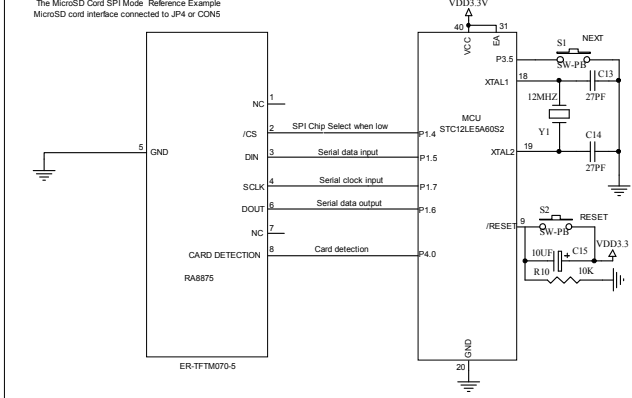 The MicroSD Cord SPI Mode Reference Example
MicroSD cord interface connected to JP4 or CON5
VDD3.3V
40
31
VCC
EA
S1
NEXT
P3.5
SW-PB
XTAL1
18
C13
27PF
12MHZ
Y1
MCU
STC12LE5A60S2
C14
27PF
XTAL2
19
NC
1
/CS
2
SPI Chip Select when low
P1.4
5
GND
DIN
3
Serial data input
P1.5
SCLK
4
Serial clock input
P1.7
DOUT
6
Serial data output
P1.6
NC
7
CARD DETECTION
8
Card detection
P4.0
RA8875
S2
RESET
/RESET
9
SW-PB
VDD3.3
10UF
+
C15
R10
10K
GND
20
ER-TFTM070-5